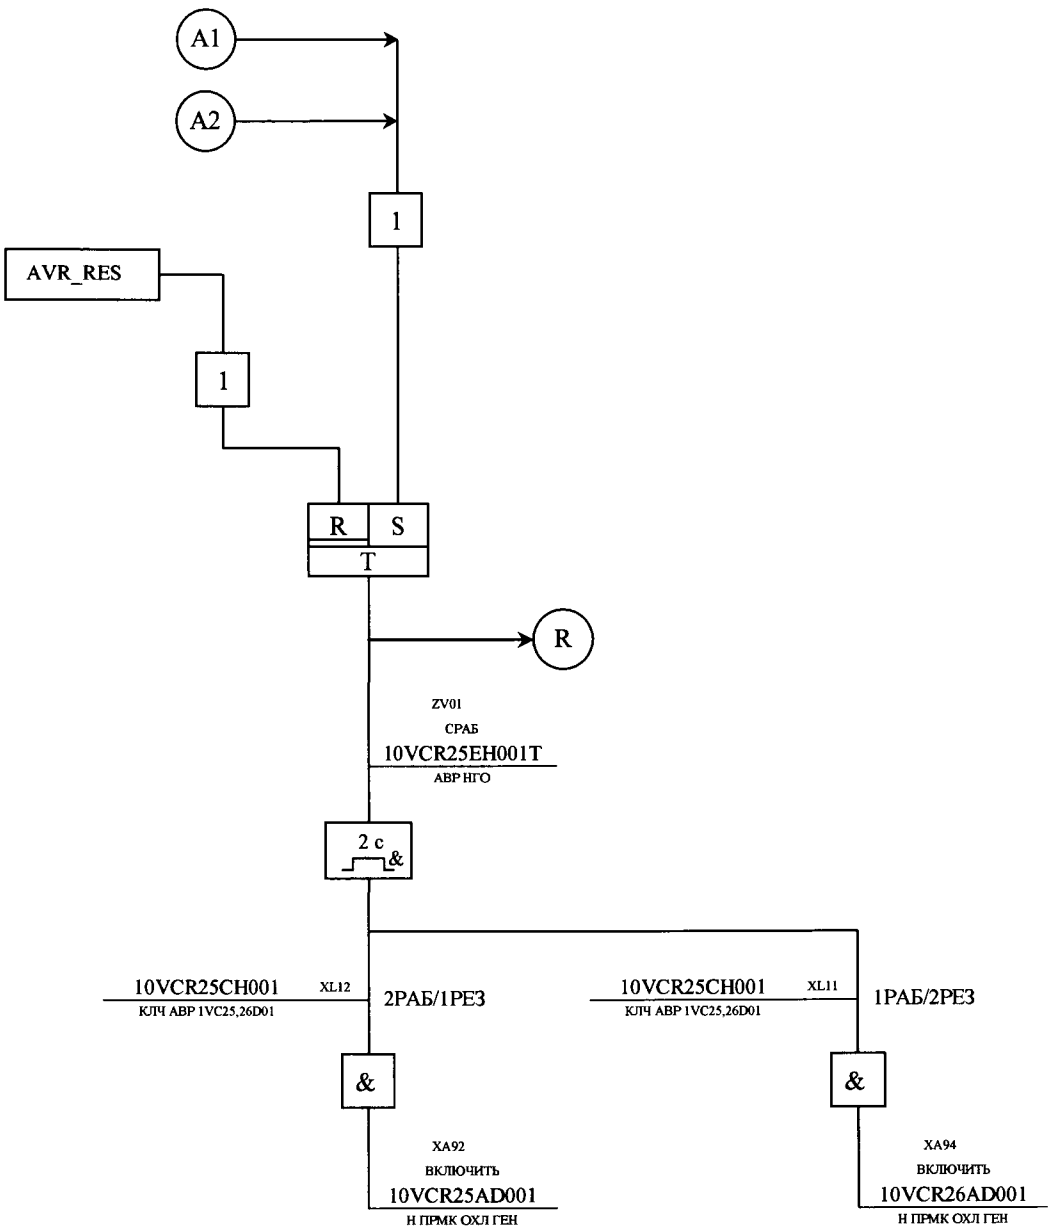 A1
A2
1
AVR_RES
1
R S
T
R
ZV01
СРАБ
10VCR25EH001T
АВР НГО
2 с
&
10VCR25CH001 XL12 2РАБ/1РЕЗ
КЛЧ АВР 1VC25,26D01
10VCR25CH001 XL11 1РАБ/2РЕЗ
КЛЧ АВР 1VC25,26D01
&
&
XA92
ВКЛЮЧИТЬ
10VCR25AD001
Н ПРМК ОХЛ ГЕН
XA94
ВКЛЮЧИТЬ
10VCR26AD001
Н ПРМК ОХЛ ГЕН